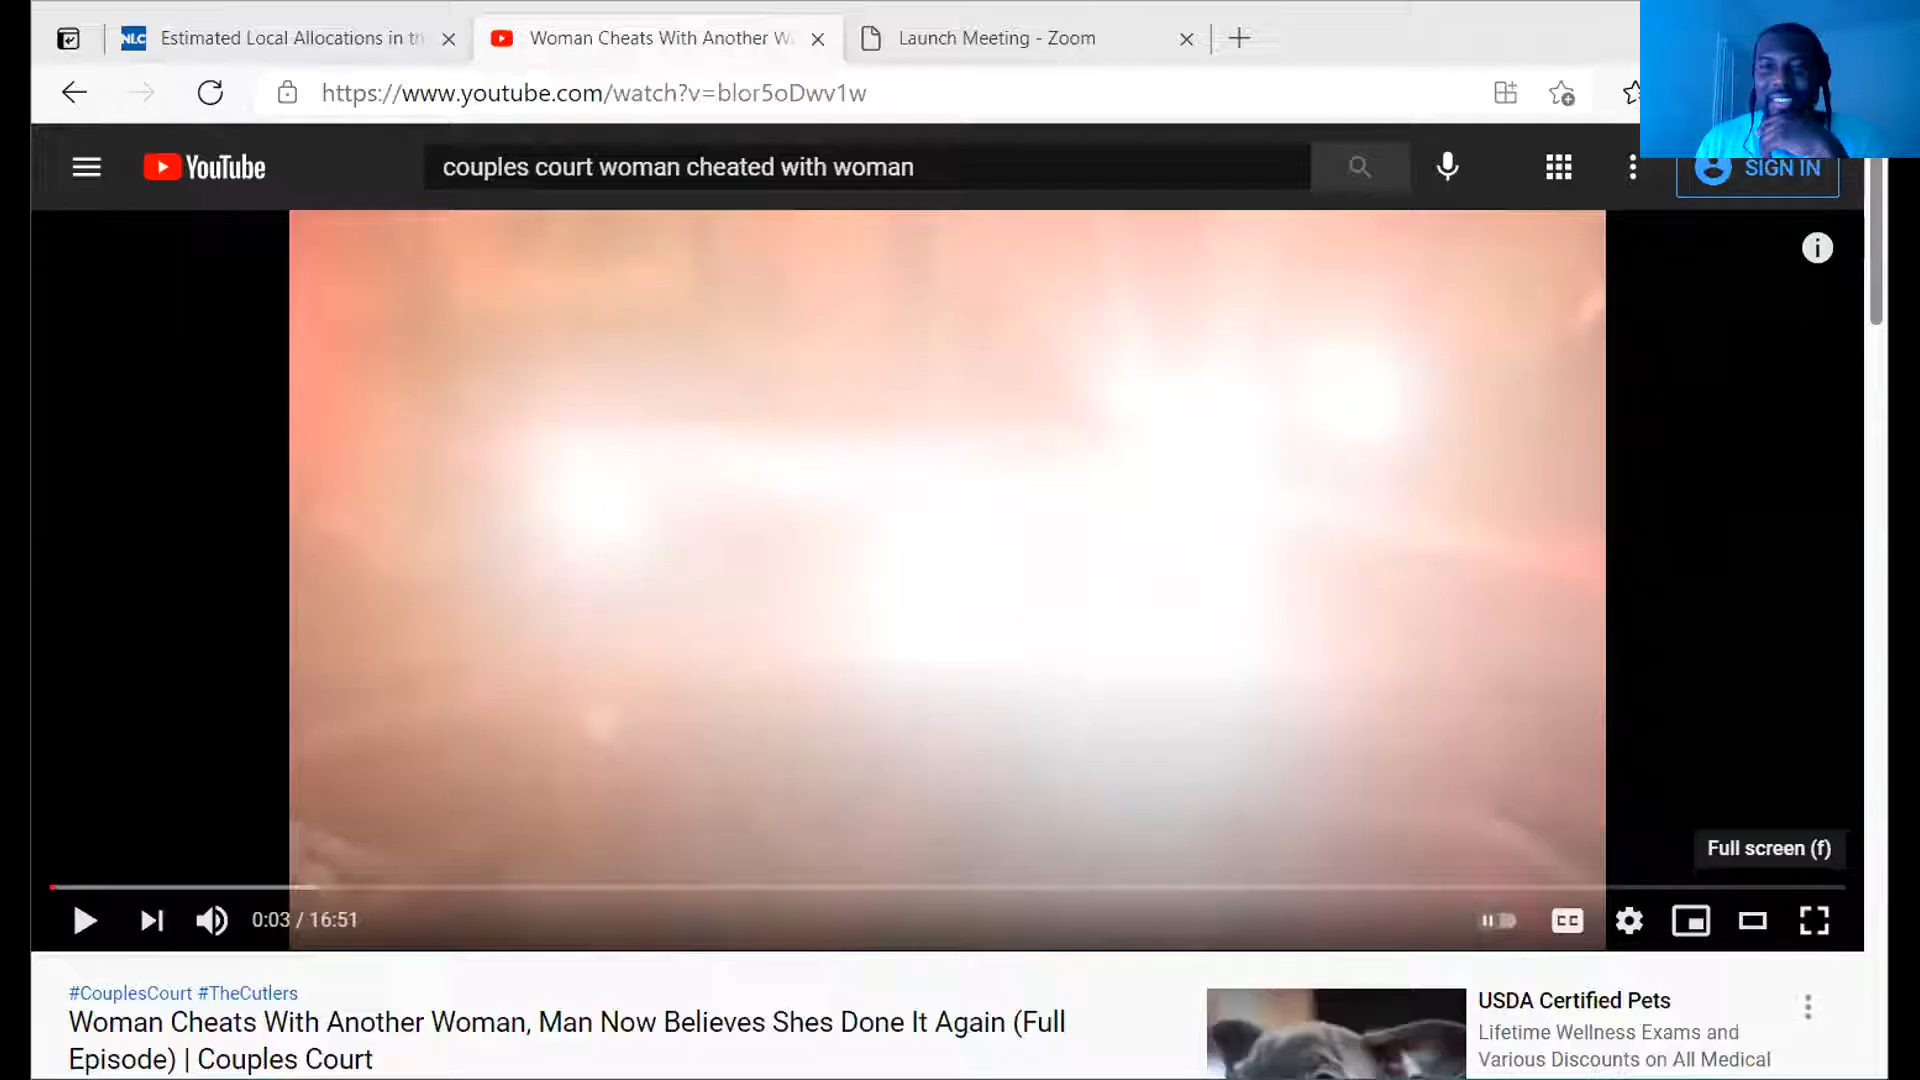 NLC Estimated Local Allocations in th
Woman Cheats With Another W
Launch Meeting - Zoom
https://www.youtube.com/watch?v=blor5oDwv1w
YouTube
couples court woman cheated with woman
SIGN IN
Full screen (f)
0:03 / 16:51
CC
#CouplesCourt #TheCutlers
Woman Cheats With Another Woman, Man Now Believes Shes Done It Again (Full
Episode) | Couples Court
USDA Certified Pets
Lifetime Wellness Exams and
Various Discounts on All Medical